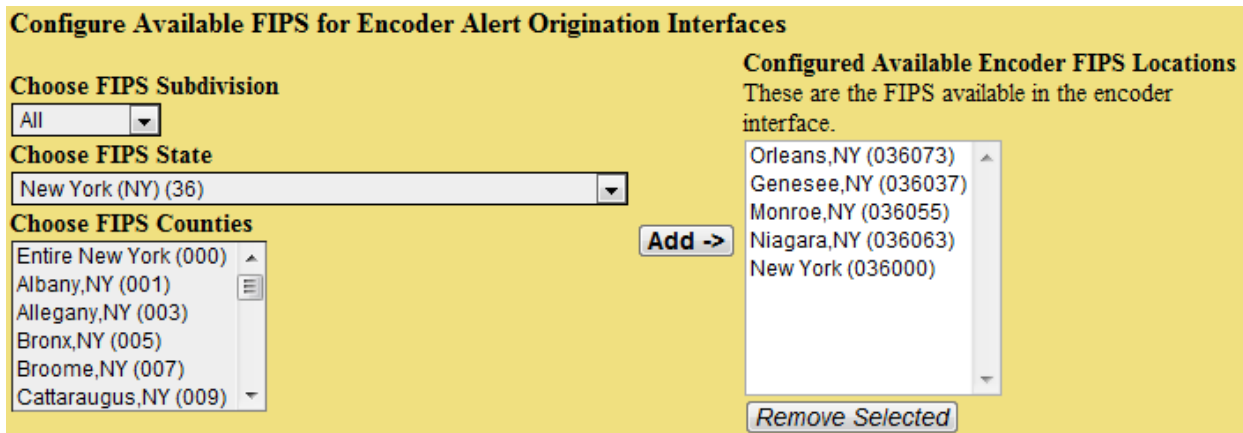 Configure Available FIPS for Encoder Alert Origination Interfaces
Choose FIPS Subdivision
All
Choose FIPS State
New York (NY) (36)
Choose FIPS Counties
Entire New York (000)
Albany,NY (001)
Allegany,NY (003)
Bronx,NY (005)
Broome,NY (007)
Cattaraugus,NY (009)
Add ->
Configured Available Encoder FIPS Locations
These are the FIPS available in the encoder
interface.
Orleans,NY (036073)
Genesee,NY (036037)
Monroe,NY (036055)
Niagara,NY (036063)
New York (036000)
Remove Selected